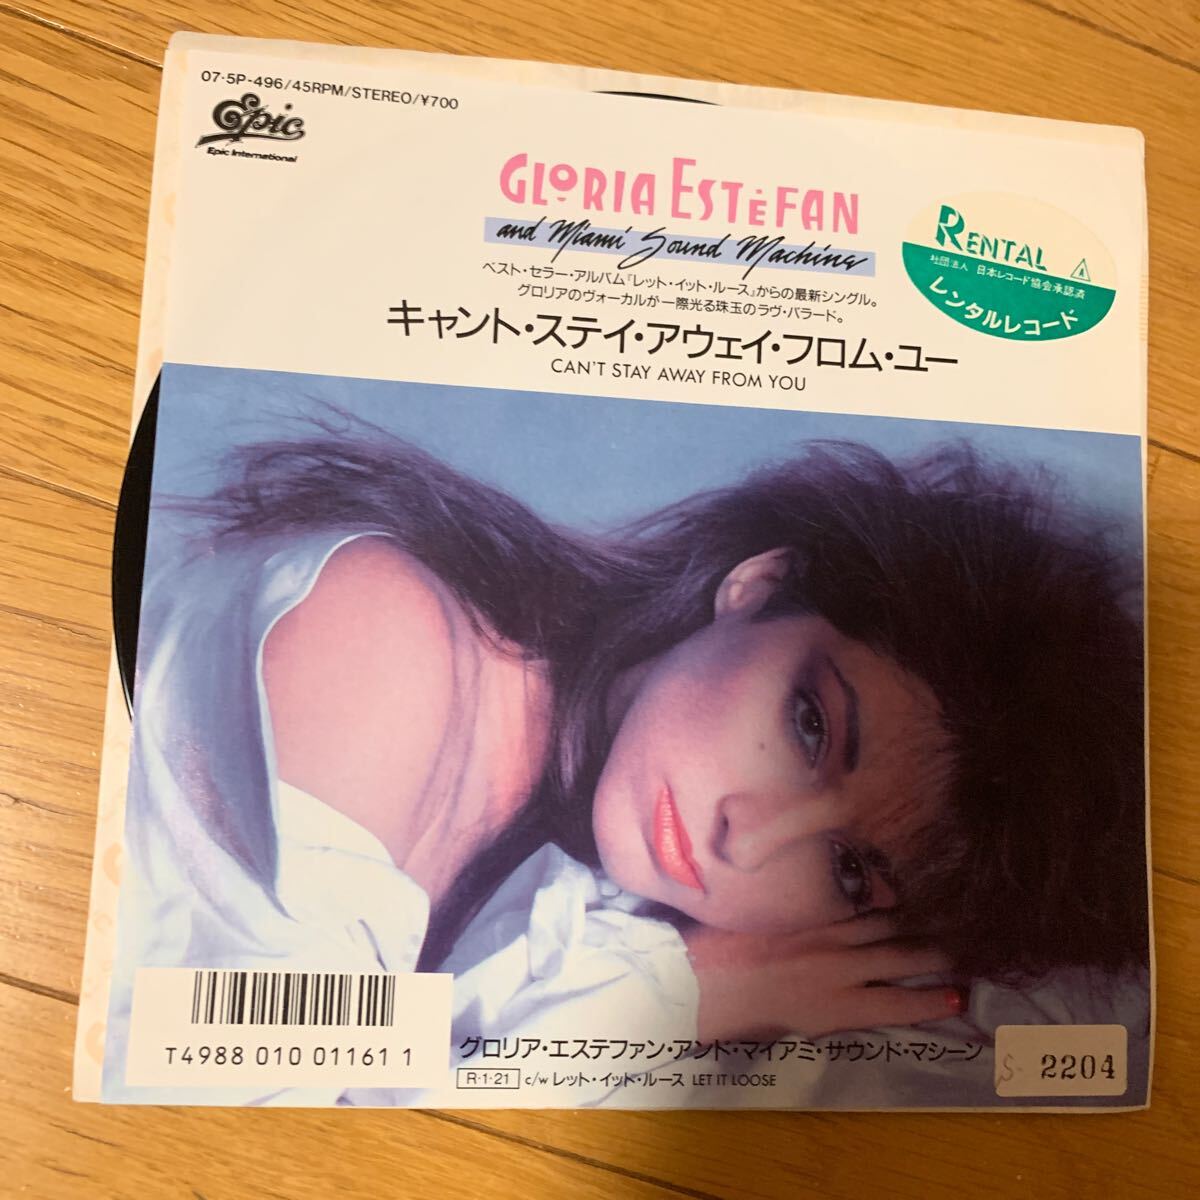 07・5P-496/45RPM/STEREO/¥700
Epic
Epic International
GLORIA ESTEFAN
and Miami Sound Machine
ベスト・セラー・アルバム『レット・イット・ルース』からの最新シングル。
グロリアのヴォーカルが一際光る珠玉のラヴ・バラード。
キャント・ステイ・アウェイ・フロム・ユー
CAN'T STAY AWAY FROM YOU
RENTAL
社団法人 日本レコード協会承認済
レンタルレコード
T4988 010 01161 1
グロリア・エステファン・アンド・マイアミ・サウンド・マシーン
R・1・21 c/w レット・イット・ルース LET IT LOOSE
S 2204